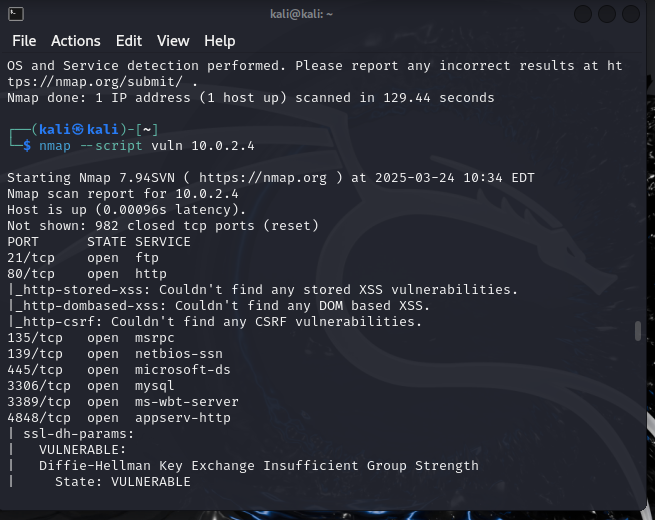 kali@kali: ~
File Actions Edit View Help
OS and Service detection performed. Please report any incorrect results at ht
tps://nmap.org/submit/ .
Nmap done: 1 IP address (1 host up) scanned in 129.44 seconds
┌──(kali㉿kali)-[~]
└─$ nmap --script vuln 10.0.2.4
Starting Nmap 7.94SVN ( https://nmap.org ) at 2025-03-24 10:34 EDT
Nmap scan report for 10.0.2.4
Host is up (0.00096s latency).
Not shown: 982 closed tcp ports (reset)
PORT     STATE SERVICE
21/tcp   open  ftp
80/tcp   open  http
|_http-stored-xss: Couldn't find any stored XSS vulnerabilities.
|_http-dombased-xss: Couldn't find any DOM based XSS.
|_http-csrf: Couldn't find any CSRF vulnerabilities.
135/tcp  open  msrpc
139/tcp  open  netbios-ssn
445/tcp  open  microsoft-ds
3306/tcp open  mysql
3389/tcp open  ms-wbt-server
4848/tcp open  appserv-http
| ssl-dh-params:
|   VULNERABLE:
|   Diffie-Hellman Key Exchange Insufficient Group Strength
|     State: VULNERABLE